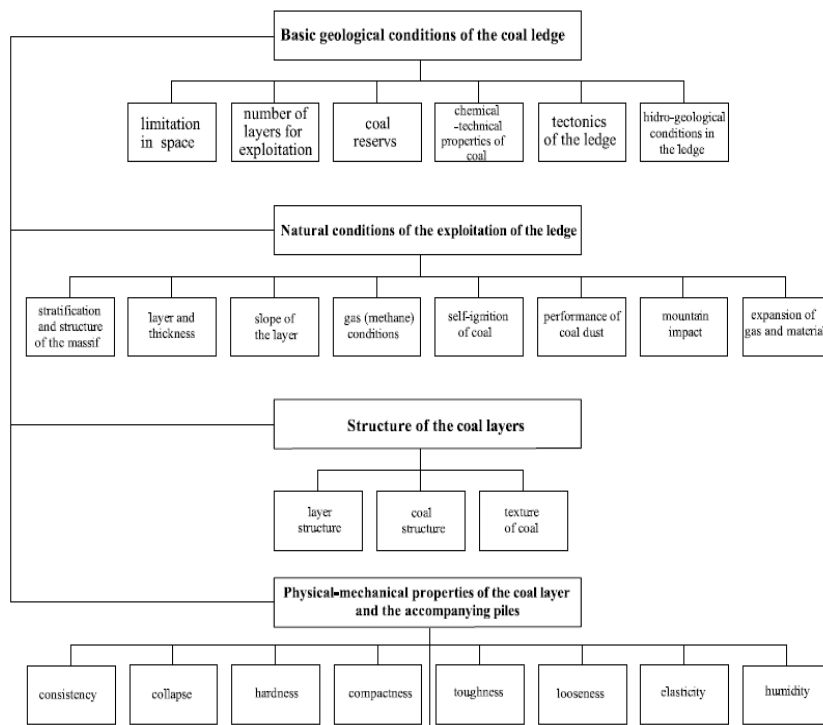 Basic geological conditions of the coal ledge
limitation
in space
number of
layers for
exploitation
coal
reservs
chemical
-technical
properties of
coal
tectonics
of the ledge
hidro-geological
conditions in
the ledge
Natural conditions of the exploitation of the ledge
stratification
and structure
of the massif
layer and
thickness
slope of
the layer
gas (methane)
conditions
self-ignition
of coal
performance of
coal dust
mountain
impact
expansion of
gas and material
Structure of the coal layers
layer
structure
coal
structure
texture
of coal
Physical-mechanical properties of the coal layer
and the accompanying piles
consistency
collapse
hardness
compactness
toughness
looseness
elasticity
humidity